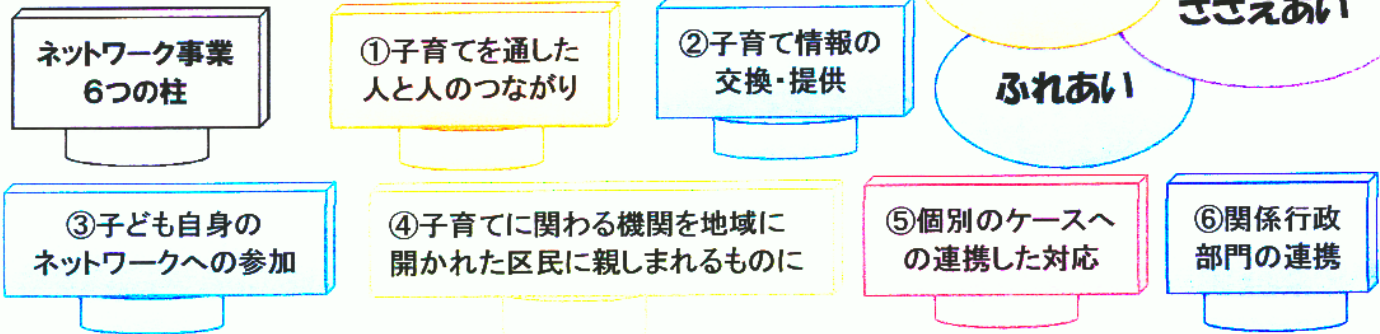 ネットワーク事業
6つの柱
①子育てを通した
人と人のつながり
②子育て情報の
交換・提供
ささえあい
ふれあい
③子ども自身の
ネットワークへの参加
④子育てに関わる機関を地域に
開かれた区民に親しまれるものに
⑤個別のケースへ
の連携した対応
⑥関係行政
部門の連携